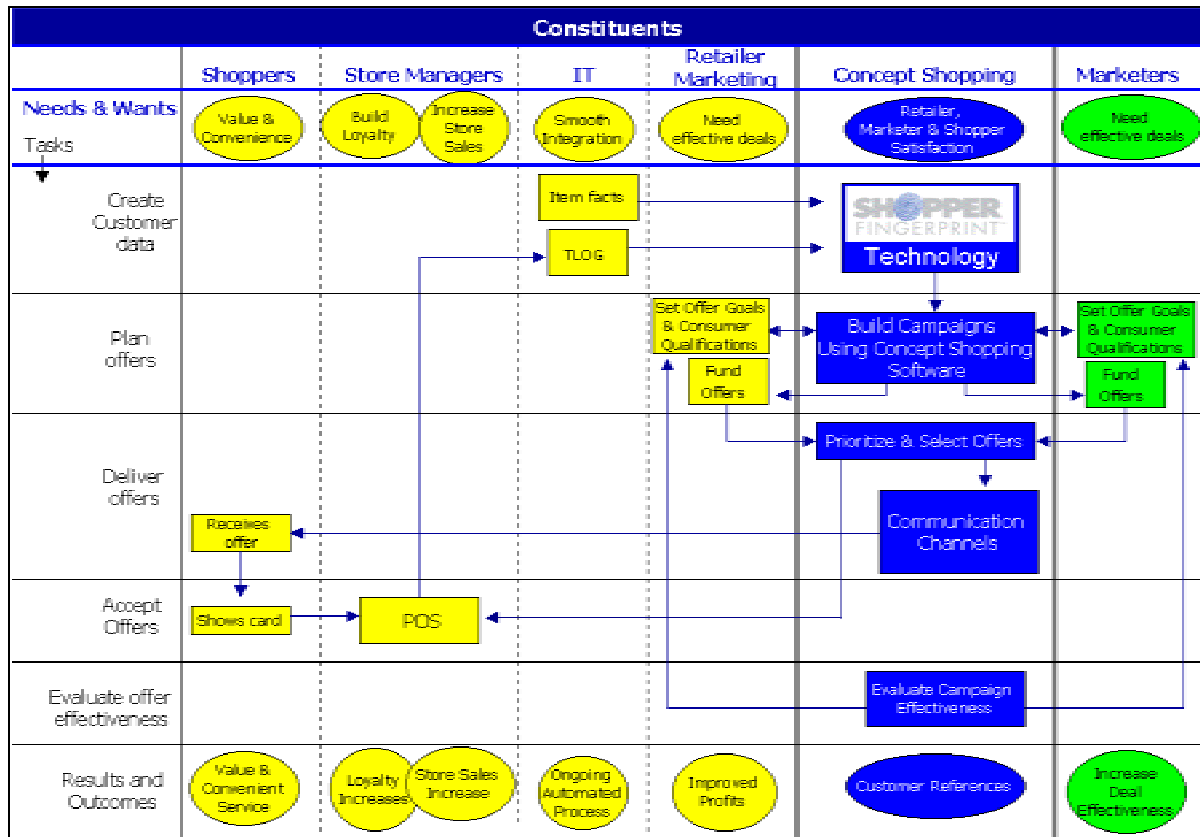 Constituents
Shoppers
Store Managers
IT
Retailer
Marketing
Concept Shopping
Marketers
Needs & Wants
Tasks
Value &
Convenience
Build
Loyalty
Increase
Store
Sales
Smooth
Integration
Need
effective deals
Retailer,
Marketer & Shopper
Satisfaction
Need
effective deals
Create
Customer
data
Item facts
TLOG
SHOPPER
FINGERPRINT
Technology
Plan
offers
Set Offer Goals
& Consumer
Qualifications
Fund
Offers
Build Campaigns
Using Concept Shopping
Software
Set Offer Goals
& Consumer
Qualifications
Fund
Offers
Deliver
offers
Prioritize & Select Offers
Receives
offer
Communication
Channels
Accept
Offers
Shows card
POS
Evaluate offer
effectiveness
Evaluate Campaign
Effectiveness
Results and
Outcomes
Value &
Convenient
Service
Loyalty
Increases
Store Sales
Increase
Ongoing
Automated
Process
Improved
Profits
Customer References
Increase
Deal
Effectiveness